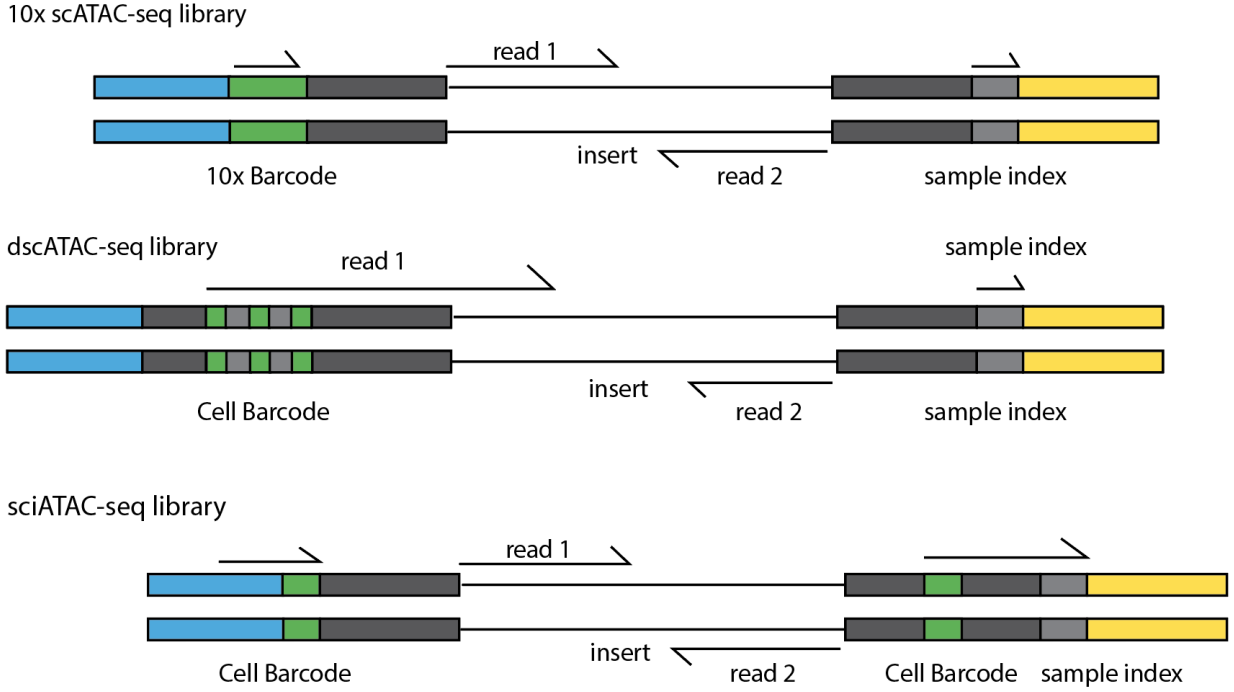 10x scATAC-seq library
read 1
insert
10x Barcode
read 2
sample index
dscATAC-seq library
sample index
read 1
insert
Cell Barcode
read 2
sample index
sciATAC-seq library
read 1
insert
Cell Barcode
read 2
Cell Barcode
sample index